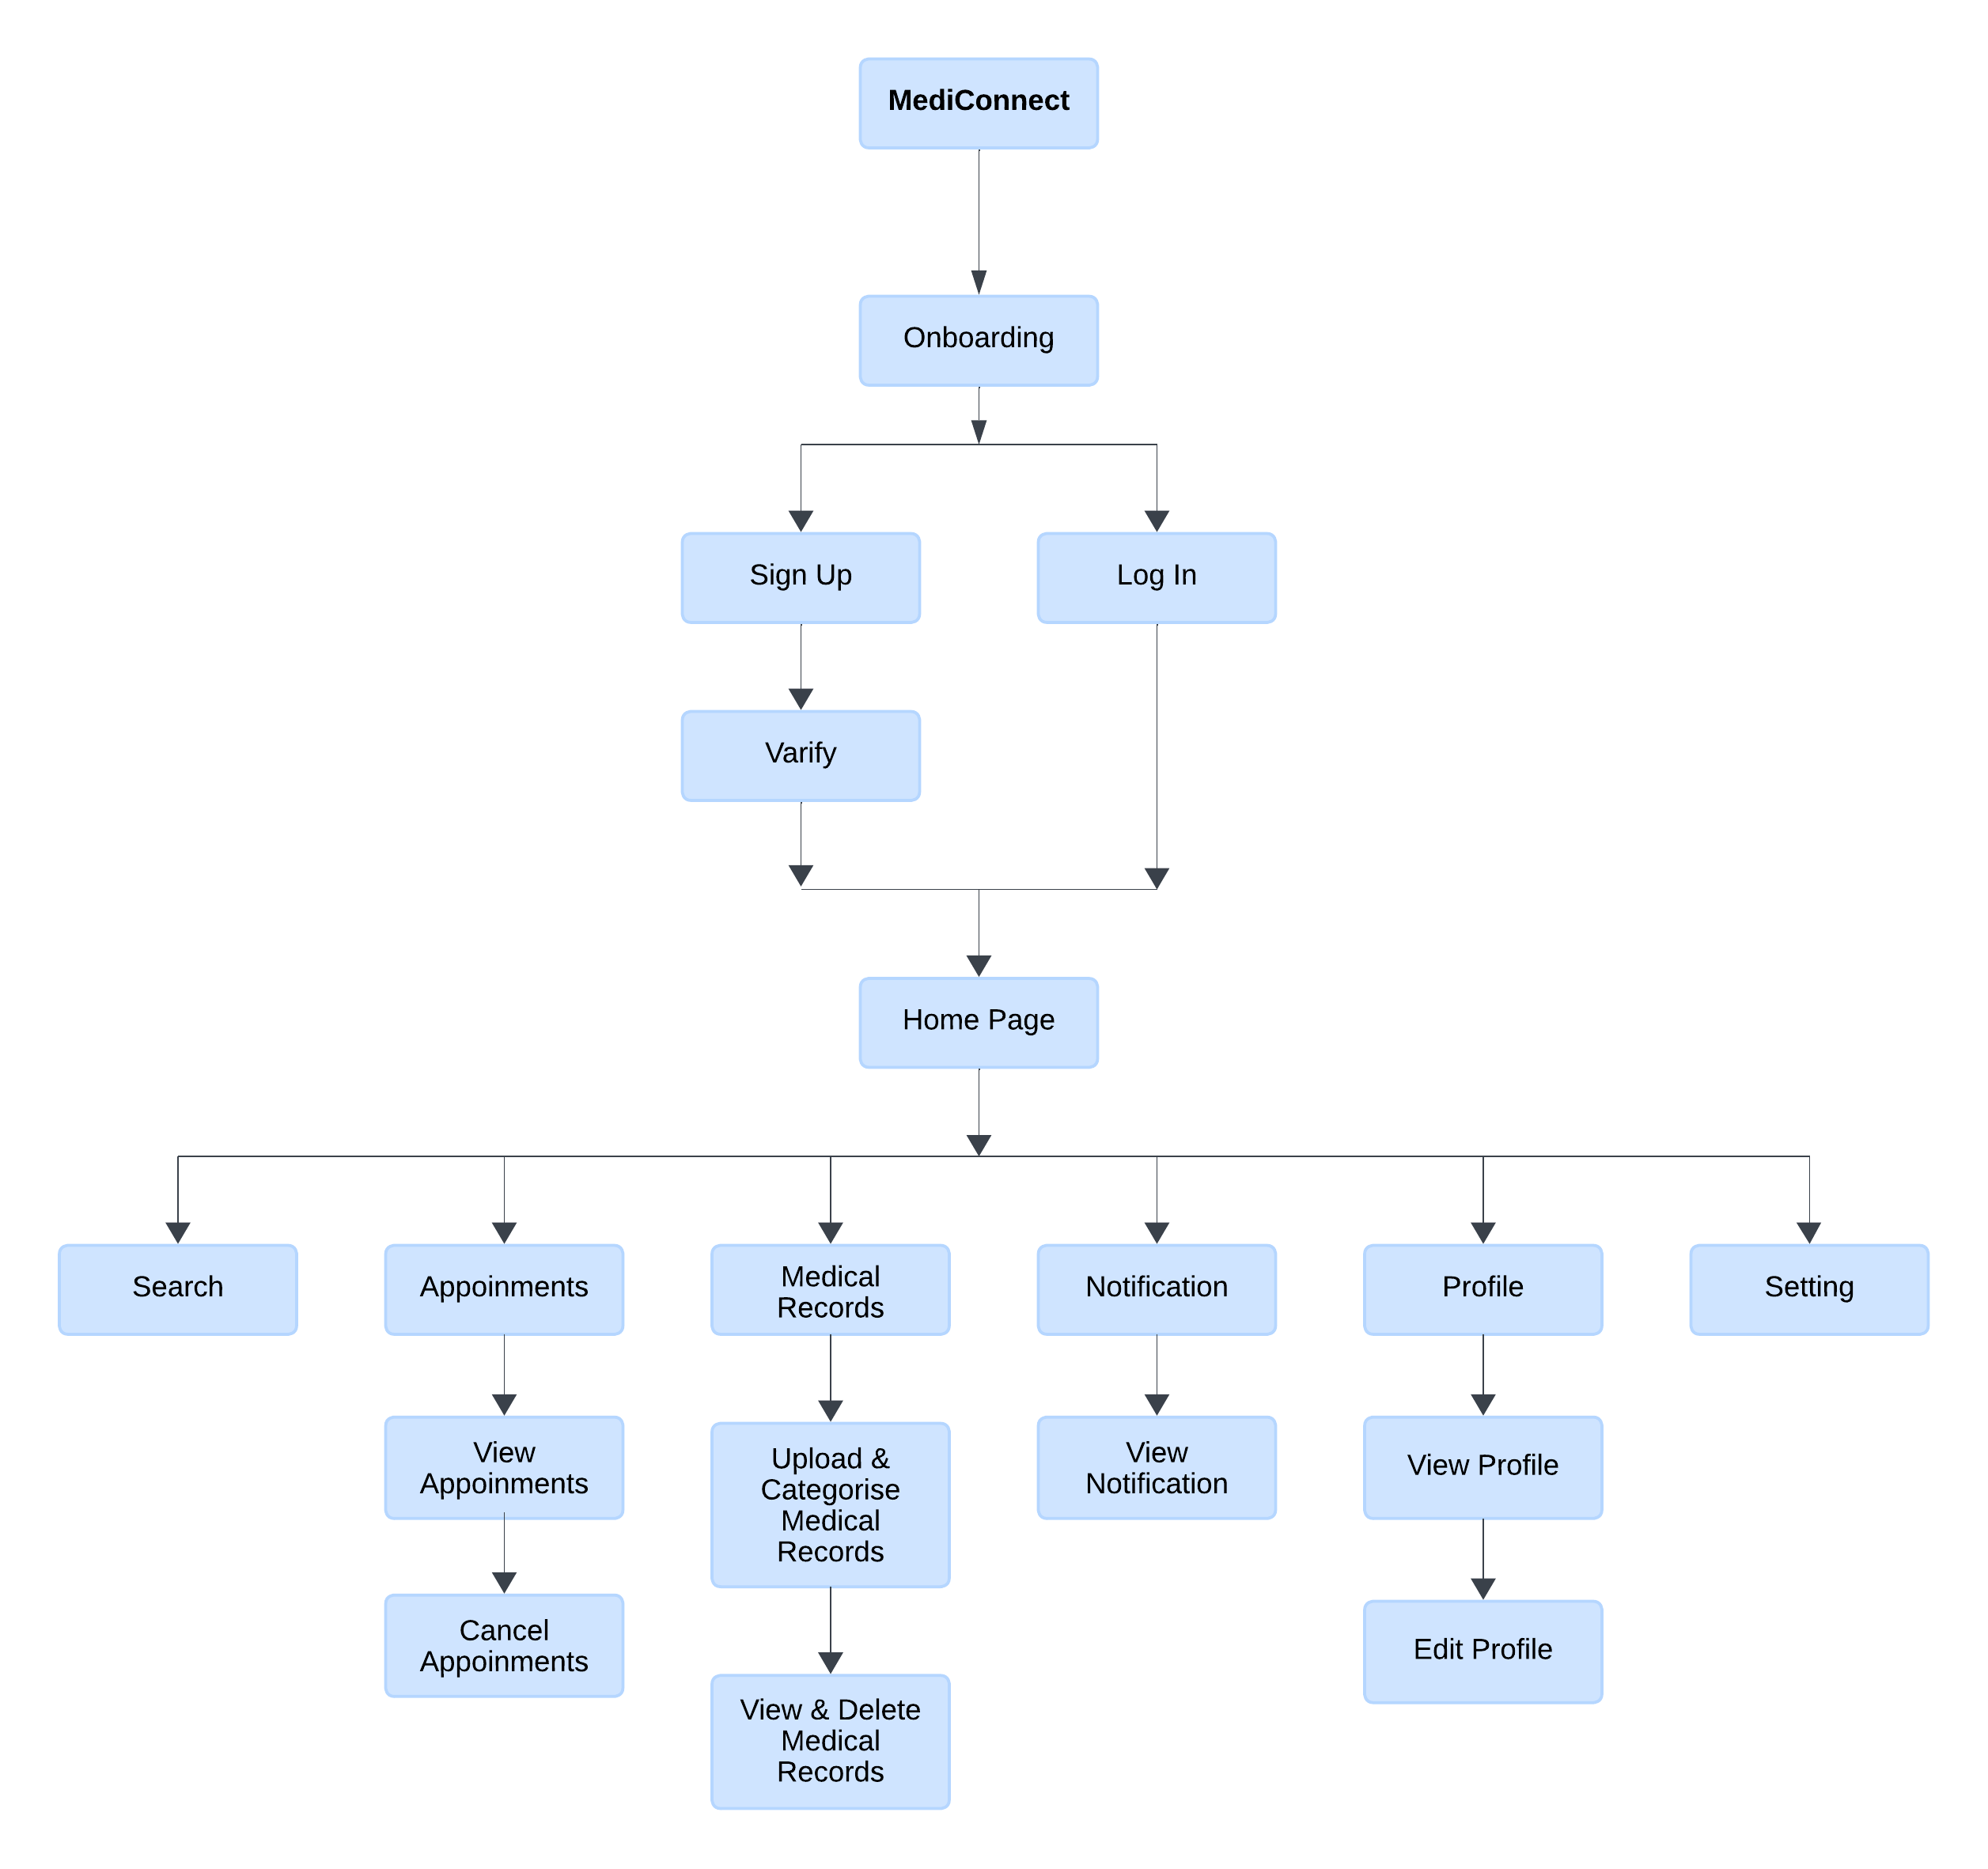 MediConnect
Onboarding
Sign Up
Log In
Varify
Home Page
Search
Appoinments
Medical
Records
Notification
Profile
Setting
View
Appoinments
Upload &
Categorise
Medical
Records
View
Notification
View Profile
Cancel
Appoinments
Edit Profile
View & Delete
Medical
Records